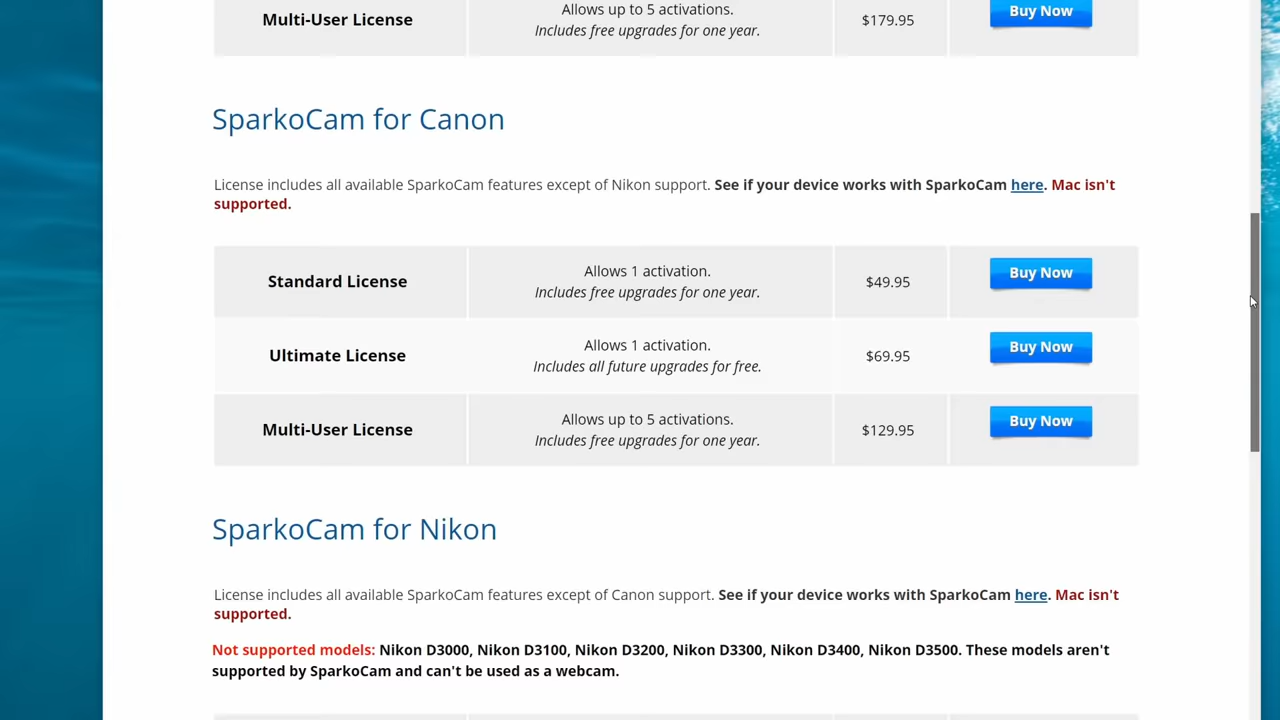 Multi-User License
Allows up to 5 activations.
Includes free upgrades for one year.
$179.95
Buy Now
SparkoCam for Canon
License includes all available SparkoCam features except of Nikon support. See if your device works with SparkoCam here. Mac isn't
supported.
Standard License
Allows 1 activation.
Includes free upgrades for one year.
$49.95
Buy Now
Ultimate License
Allows 1 activation.
Includes all future upgrades for free.
$69.95
Buy Now
Multi-User License
Allows up to 5 activations.
Includes free upgrades for one year.
$129.95
Buy Now
SparkoCam for Nikon
License includes all available SparkoCam features except of Canon support. See if your device works with SparkoCam here. Mac isn't
supported.
Not supported models: Nikon D3000, Nikon D3100, Nikon D3200, Nikon D3300, Nikon D3400, Nikon D3500. These models aren't
supported by SparkoCam and can't be used as a webcam.